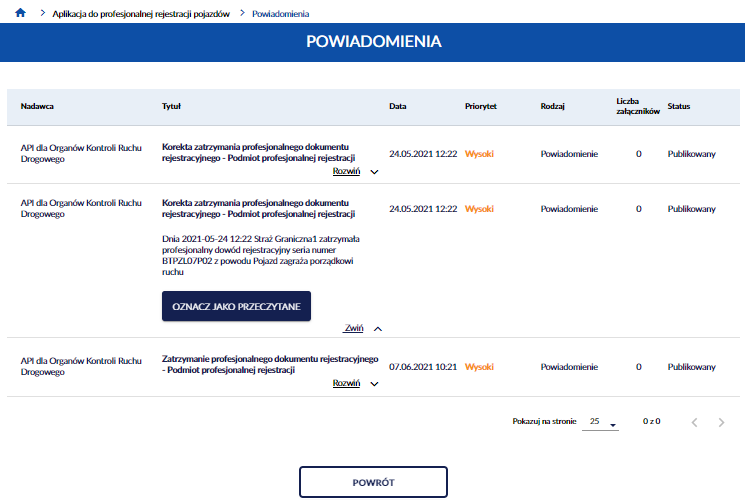 Aplikacja do profesjonalnej rejestracji pojazdów > Powiadomienia
POWIADOMIENIA
Nadawca Tytuł Data Priorytet Rodzaj Liczba załączników Status
API dla Organów Kontroli Ruchu Drogowego
Korekta zatrzymania profesjonalnego dokumentu
rejestracyjnego - Podmiot profesjonalnej rejestracji
24.05.2021 12:22 Wysoki Powiadomienie 0 Publikowany
Rozwiń
API dla Organów Kontroli Ruchu Drogowego
Korekta zatrzymania profesjonalnego dokumentu
rejestracyjnego - Podmiot profesjonalnej rejestracji
24.05.2021 12:22 Wysoki Powiadomienie 0 Publikowany
Dnia 2021-05-24 12:22 Straż Graniczna1 zatrzymała
profesjonalny dowód rejestracyjny seria numer
BTPZL07P02 z powodu Pojazd zagraża porządkowi
ruchu
OZNACZ JAKO PRZECZYTANE
Zwiń
API dla Organów Kontroli Ruchu Drogowego
Zatrzymanie profesjonalnego dokumentu rejestracyjnego
- Podmiot profesjonalnej rejestracji
07.06.2021 10:21 Wysoki Powiadomienie 0 Publikowany
Rozwiń
Pokazuj na stronie 25 0 z 0
POWRÓT